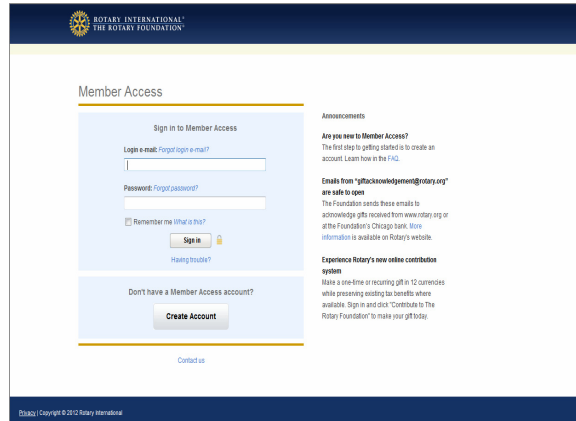 ROTARY INTERNATIONAL®
THE ROTARY FOUNDATION®
Member Access
Sign in to Member Access
Login e-mail: Forgot login e-mail?
Password: Forgot password?
Remember me What is this?
Sign in
Having trouble?
Don't have a Member Access account?
Create Account
Contact us
Announcements
Are you new to Member Access?
The first step to getting started is to create an
account. Learn how in the FAQ.
Emails from "giftacknowledgement@rotary.org"
are safe to open
The Foundation sends these emails to
acknowledge gifts received from www.rotary.org or
at the Foundation's Chicago bank. More
information is available on Rotary's website.
Experience Rotary's new online contribution
system
Make a one-time or recurring gift in 12 currencies
while preserving existing tax benefits where
available. Sign in and click "Contribute to The
Rotary Foundation" to make your gift today.
Privacy | Copyright © 2012 Rotary International